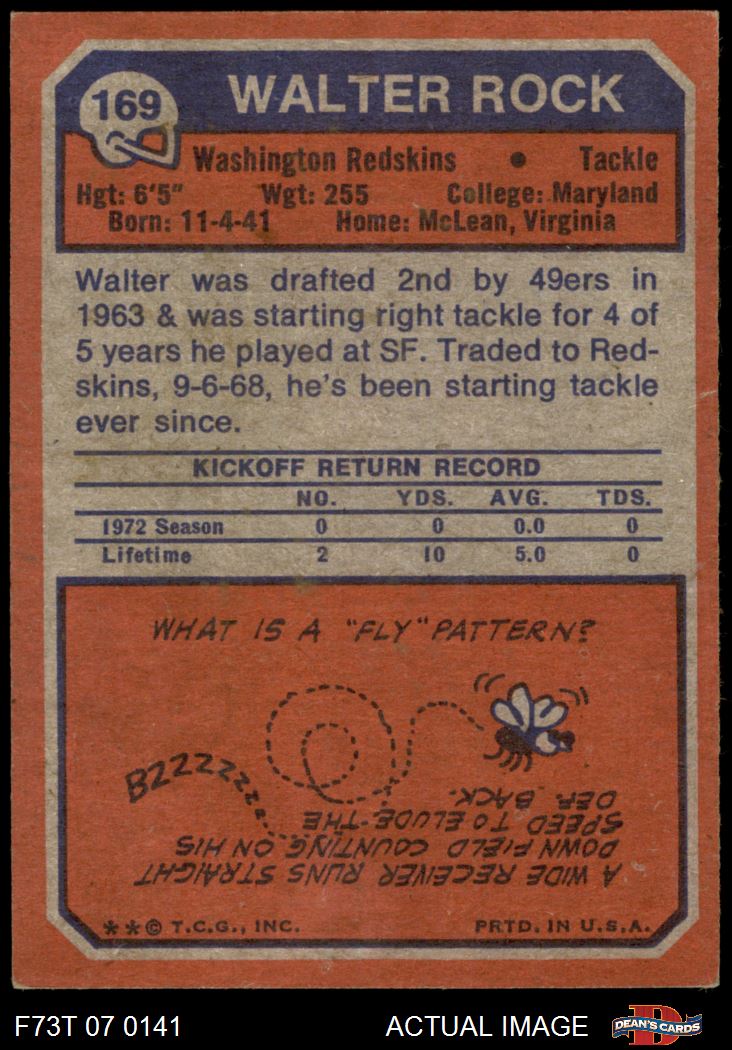 169
WALTER ROCK
Washington Redskins • Tackle
Hgt: 6'5" Wgt: 255 College: Maryland
Born: 11-4-41 Home: McLean, Virginia
Walter was drafted 2nd by 49ers in
1963 & was starting right tackle for 4 of
5 years he played at SF. Traded to Red-
skins, 9-6-68, he's been starting tackle
ever since.
KICKOFF RETURN RECORD
NO. YDS. AVG. TDS.
1972 Season 0 0 0.0 0
Lifetime 2 10 5.0 0
WHAT IS A "FLY" PATTERN?
BZZZZZZZZ
A WIDE RECEIVER RUNS STRAIGHT
DOWN FIELD COUNTING ON HIS
SPEED TO ELUDE THE
DEF. BACK.
**© T.C.G., INC. PRTD. IN U.S.A.
F73T 07 0141 ACTUAL IMAGE
D
DEAN'S CARDS